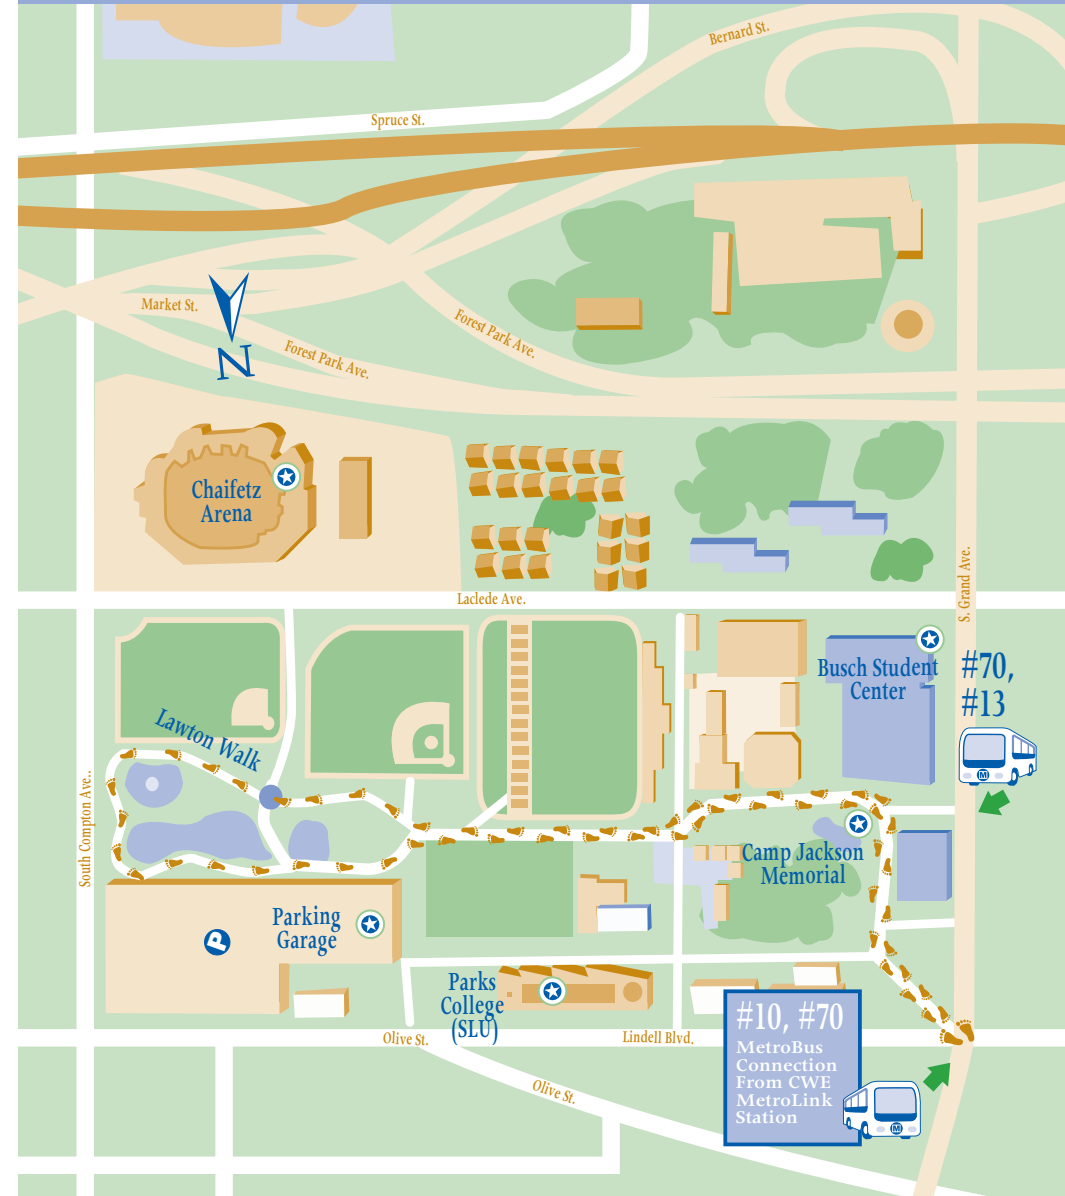 Bernard St.
Spruce St.
Market St.
Forest Park Ave.
Forest Park Ave.
N
Chaifetz
Arena
S. Grand Ave.
Laclede Ave.
#70,
#13
Busch Student
Center
Lawton Walk
M
South Compton Ave..
Camp Jackson
Memorial
Parking
Garage
P
Parks
College
(SLU)
Olive St.
Lindell Blvd.
#10, #70
MetroBus
Connection
From CWE
MetroLink
Station
Olive St.
M